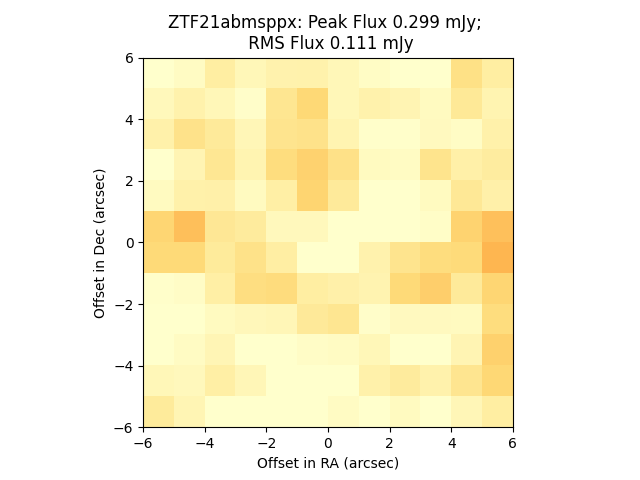 ZTF21abmsppx: Peak Flux 0.299 mJy;
RMS Flux 0.111 mJy
6
4
2
0
−2
−4
−6
Offset in Dec (arcsec)
−6 −4 −2 0 2 4 6
Offset in RA (arcsec)